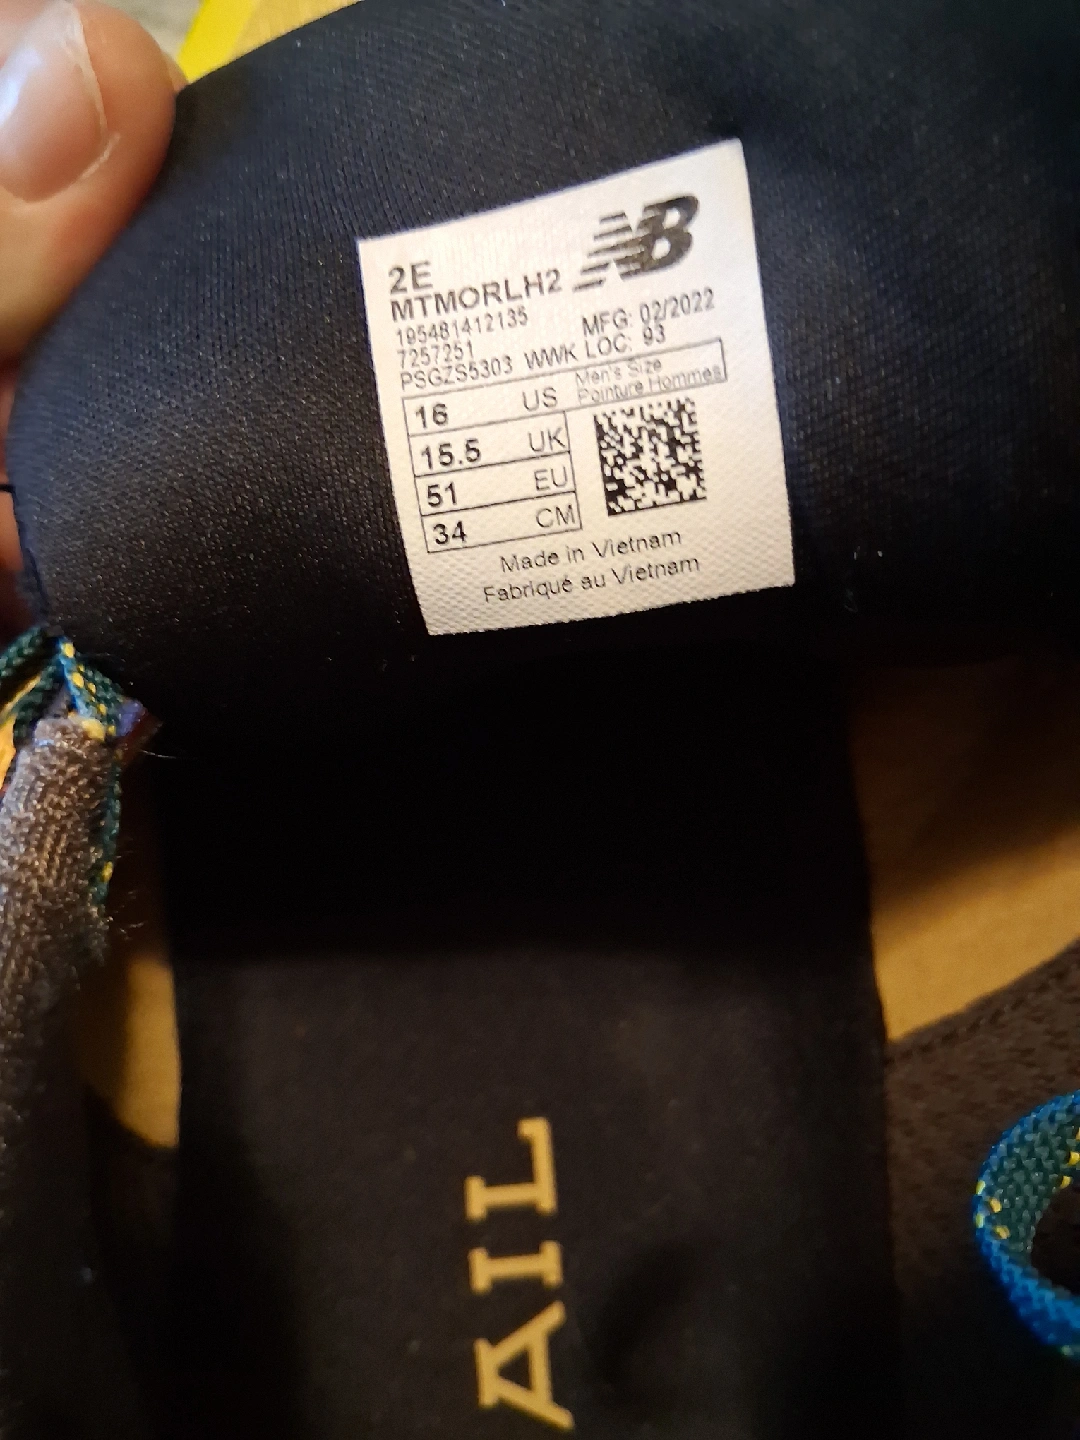 NB
2E
MTMORLH2
195481412135
7257251 MFG: 02/2022
PSGZS5303 WWK LOC: 93
16 US Men's Size
Pointure Hommes
15.5 UK
51 EU
34 CM
Made in Vietnam
Fabriqué au Vietnam
AIL